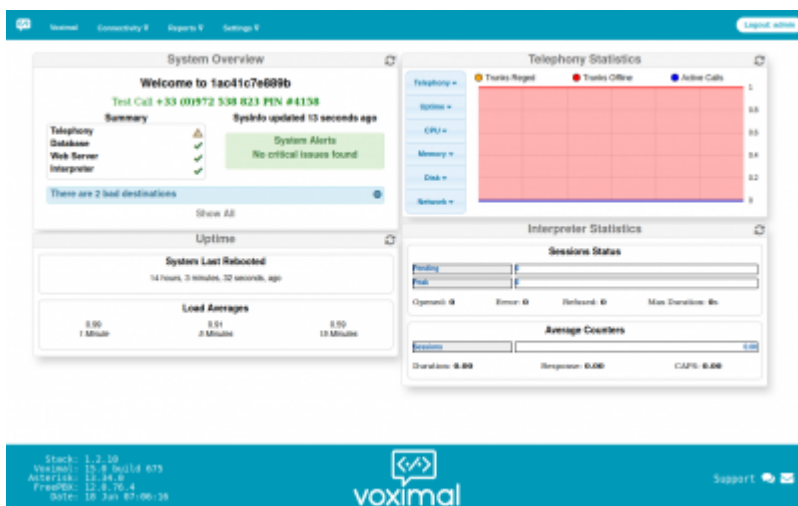 Voximal Connectivity Reports Settings Logout: admin
System Overview
Welcome to 1ac41c7e889b
Test Call +33 (0)972 538 823 PIN #4158
Summary
Telephony
Database
Web Server
Interpreter
SysInfo updated 13 seconds ago
System Alerts
No critical issues found
There are 2 bad destinations
Show All
Uptime
System Last Rebooted
14 hours, 3 minutes, 32 seconds, ago
Load Averages
1 Minute
5 Minutes
15 Minutes
Telephony Statistics
Telephony
Uptime
CPU
Memory
Disk
Network
Trunks Reged Trunks Offline Active Calls
1
0.8
0.6
0.4
0.2
0
Interpreter Statistics
Sessions Status
Pending
Peak
Opened: 0 Error: 0 Refused: 0 Max Duration: 0s
Average Counters
Sessions 0.00
Duration: 0.00 Response: 0.00 CAPS: 0.00
Stack: 1.2.10
Voximal: 15.0 build 675
Asterisk: 13.34.0
FreePBX: 12.0.76.4
Date: 18 Jun 07:06:16
voximal
Support